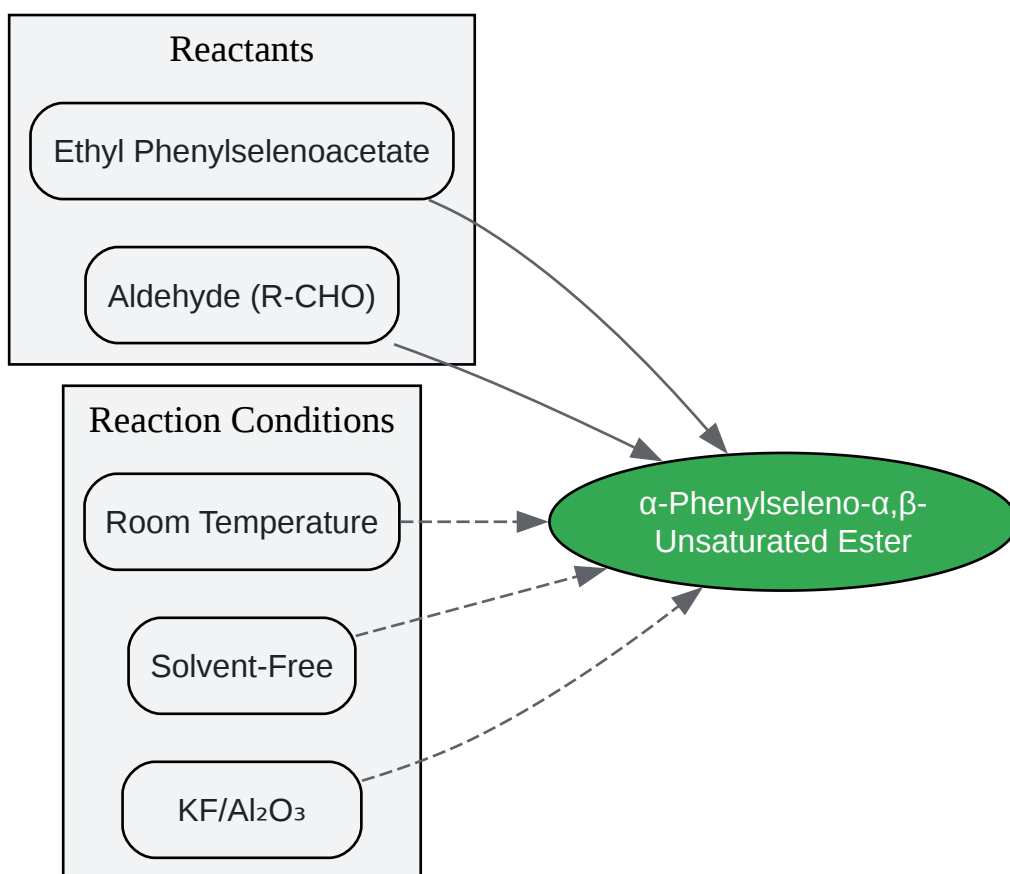 Reactants
Ethyl Phenylselenoacetate
Aldehyde (R-CHO)
Reaction Conditions
Room Temperature
Solvent-Free
KF/Al₂O₃
α-Phenylseleno-α,β-
Unsaturated Ester